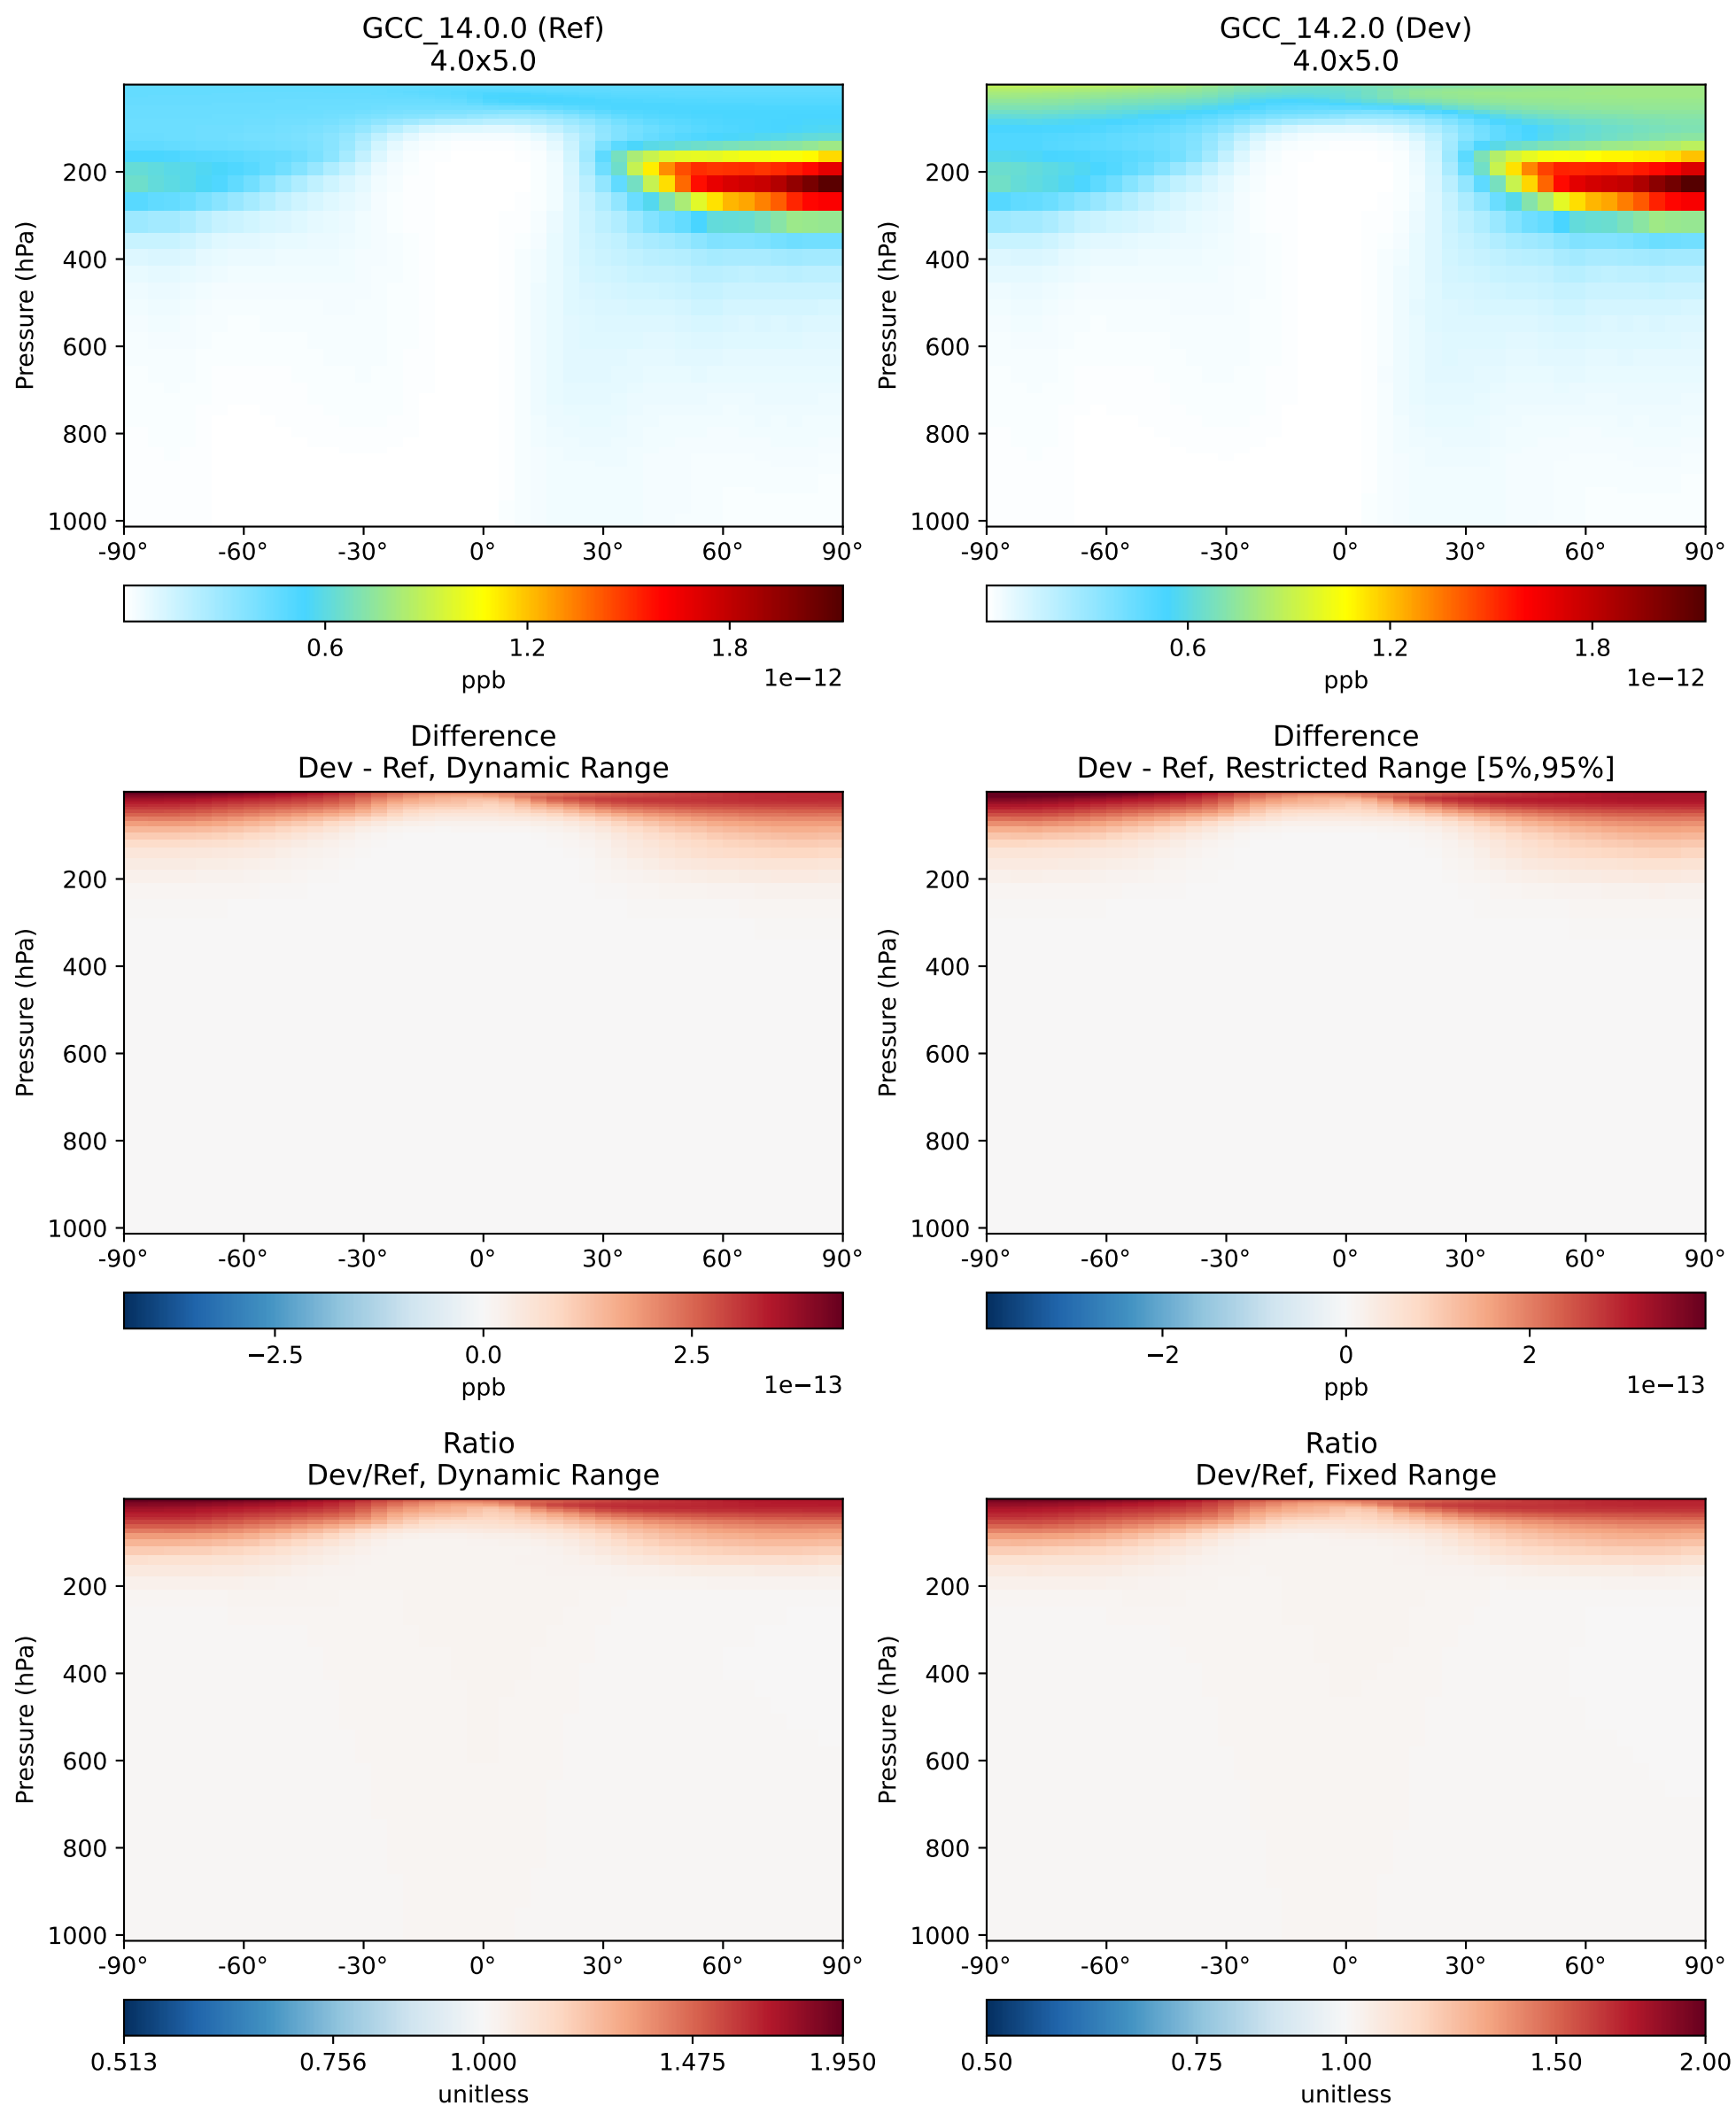 GCC_14.0.0 (Ref)
4.0x5.0
GCC_14.2.0 (Dev)
4.0x5.0
Pressure (hPa)
200
400
600
800
1000
-90° -60° -30° 0° 30° 60° 90°
0.6 1.2 1.8
ppb
1e−12
Pressure (hPa)
200
400
600
800
1000
-90° -60° -30° 0° 30° 60° 90°
0.6 1.2 1.8
ppb
1e−12
Difference
Dev - Ref, Dynamic Range
Difference
Dev - Ref, Restricted Range [5%,95%]
Pressure (hPa)
200
400
600
800
1000
-90° -60° -30° 0° 30° 60° 90°
−2.5 0.0 2.5
ppb
1e−13
Pressure (hPa)
200
400
600
800
1000
-90° -60° -30° 0° 30° 60° 90°
−2 0 2
ppb
1e−13
Ratio
Dev/Ref, Dynamic Range
Ratio
Dev/Ref, Fixed Range
Pressure (hPa)
200
400
600
800
1000
-90° -60° -30° 0° 30° 60° 90°
0.513 0.756 1.000 1.475 1.950
unitless
Pressure (hPa)
200
400
600
800
1000
-90° -60° -30° 0° 30° 60° 90°
0.50 0.75 1.00 1.50 2.00
unitless